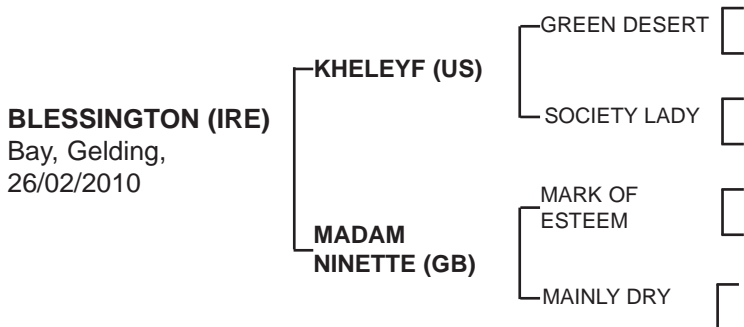 BLESSINGTON (IRE)
Bay, Gelding,
26/02/2010
KHELEYF (US)
MADAM
NINETTE (GB)
GREEN DESERT
SOCIETY LADY
MARK OF
ESTEEM
MAINLY DRY